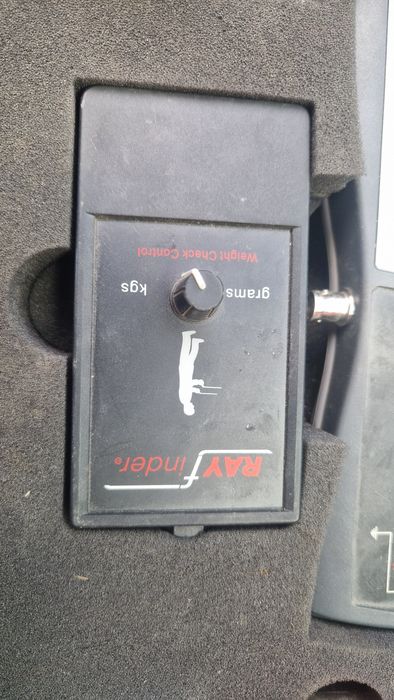 RAYfinder®
grams kgs
Weight Check Control